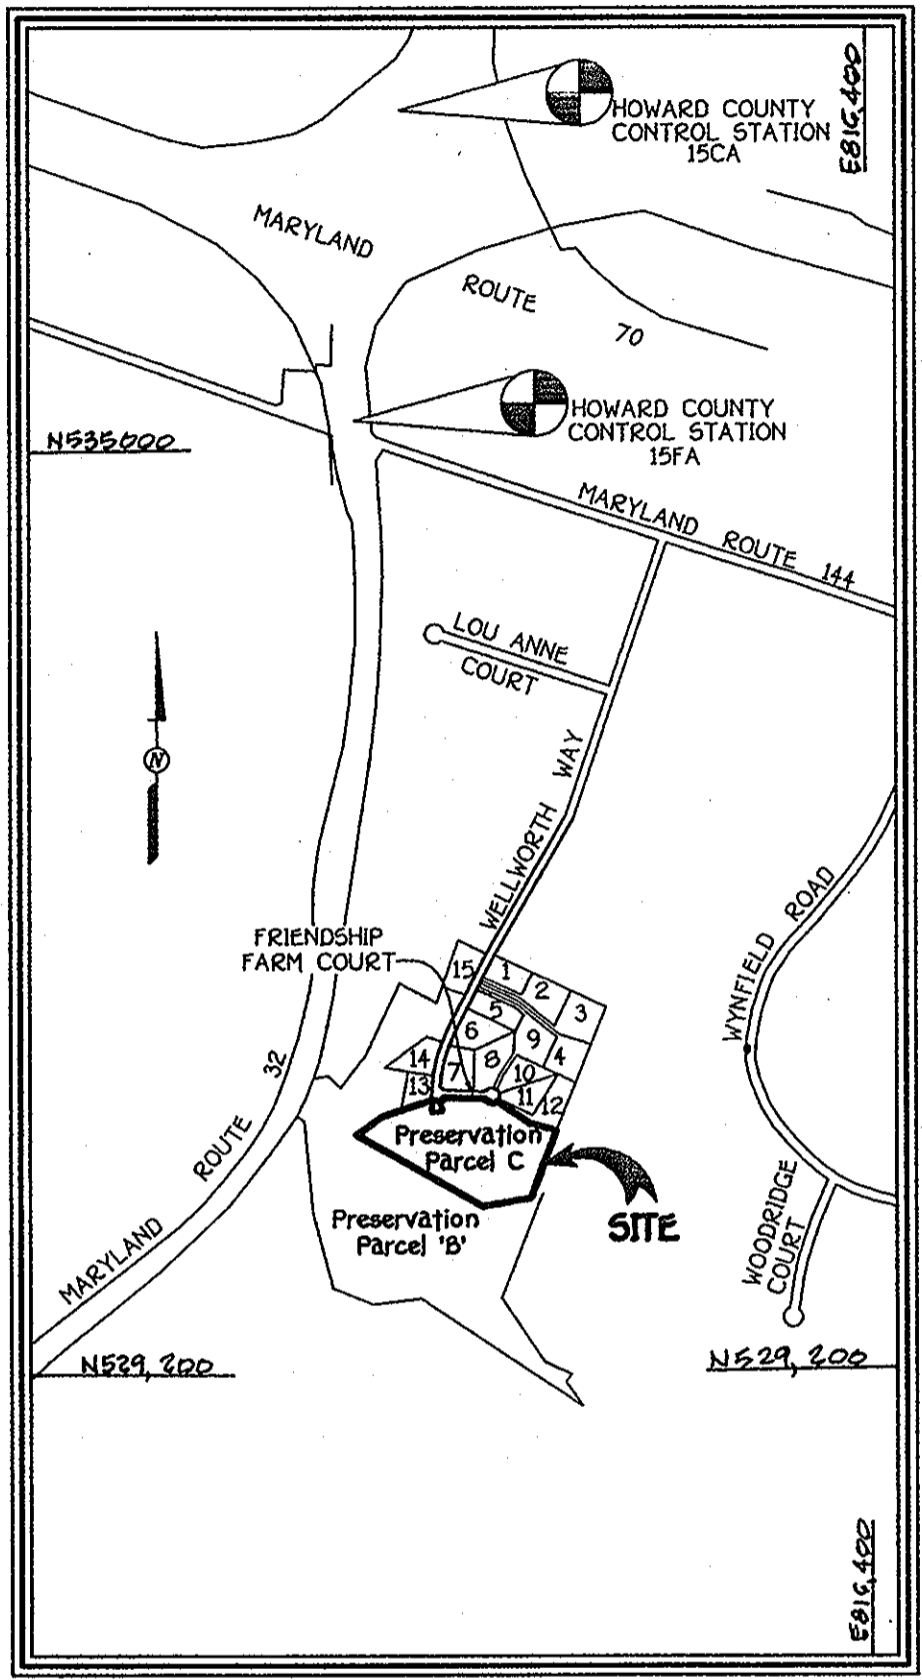 E816,400
HOWARD COUNTY
CONTROL STATION
15CA
MARYLAND
ROUTE
70
HOWARD COUNTY
CONTROL STATION
15FA
N535000
MARYLAND ROUTE 144
LOU ANNE
COURT
N
WELLWORTH WAY
WYNFIELD ROAD
FRIENDSHIP
FARM COURT
15
1
2
3
5
6
9
4
14
7
8
10
13
11
12
Preservation
Parcel C
SITE
Preservation
Parcel 'B'
MARYLAND ROUTE 32
WOODRIDGE
COURT
N529,200
N529,200
E816,400